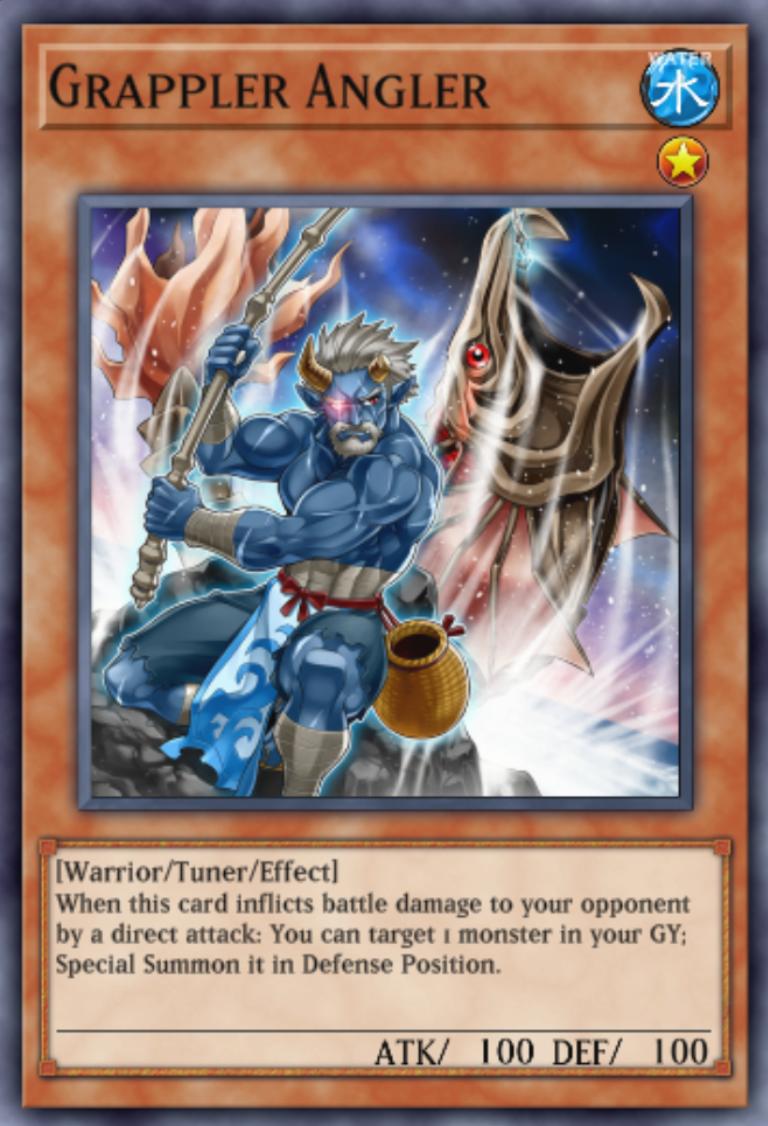 GRAPPLER ANGLER
WATER
水
[Warrior/Tuner/Effect]
When this card inflicts battle damage to your opponent
by a direct attack: You can target 1 monster in your GY;
Special Summon it in Defense Position.
ATK/ 100 DEF/ 100